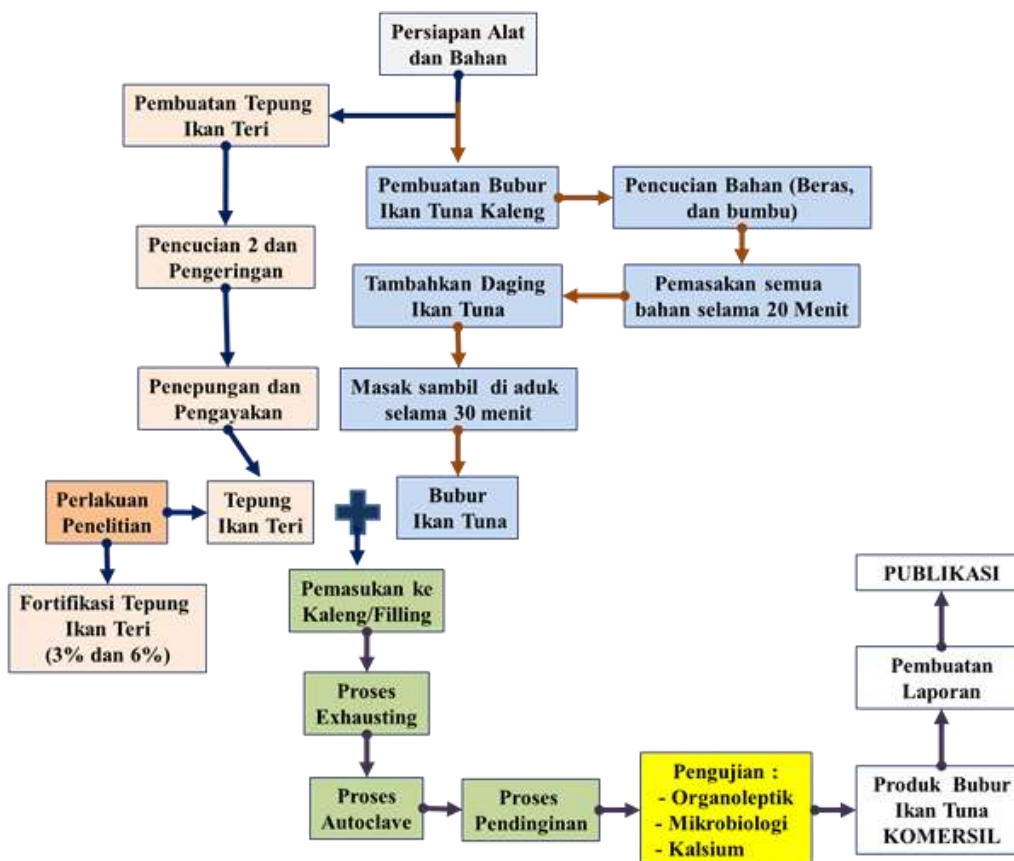 Persiapan Alat
dan Bahan
Pembuatan Tepung
Ikan Teri
Pembuatan Bubur
Ikan Tuna Kaleng
Pencucian Bahan (Beras,
dan bumbu)
Pencucian 2 dan
Pengeringan
Tambahkan Daging
Ikan Tuna
Pemasakan semua
bahan selama 20 Menit
Penepungan dan
Pengayakan
Masak sambil di aduk
selama 30 menit
Perlakuan
Penelitian
Tepung
Ikan Teri
Bubur
Ikan Tuna
Fortifikasi Tepung
Ikan Teri
(3% dan 6%)
Pemasukan ke
Kaleng/Filling
Proses
Exhausting
Proses
Autoclave
Proses
Pendinginan
Pengujian :
- Organoleptik
- Mikrobiologi
- Kalsium
Produk Bubur
Ikan Tuna
KOMERSIL
Pembuatan
Laporan
PUBLIKASI